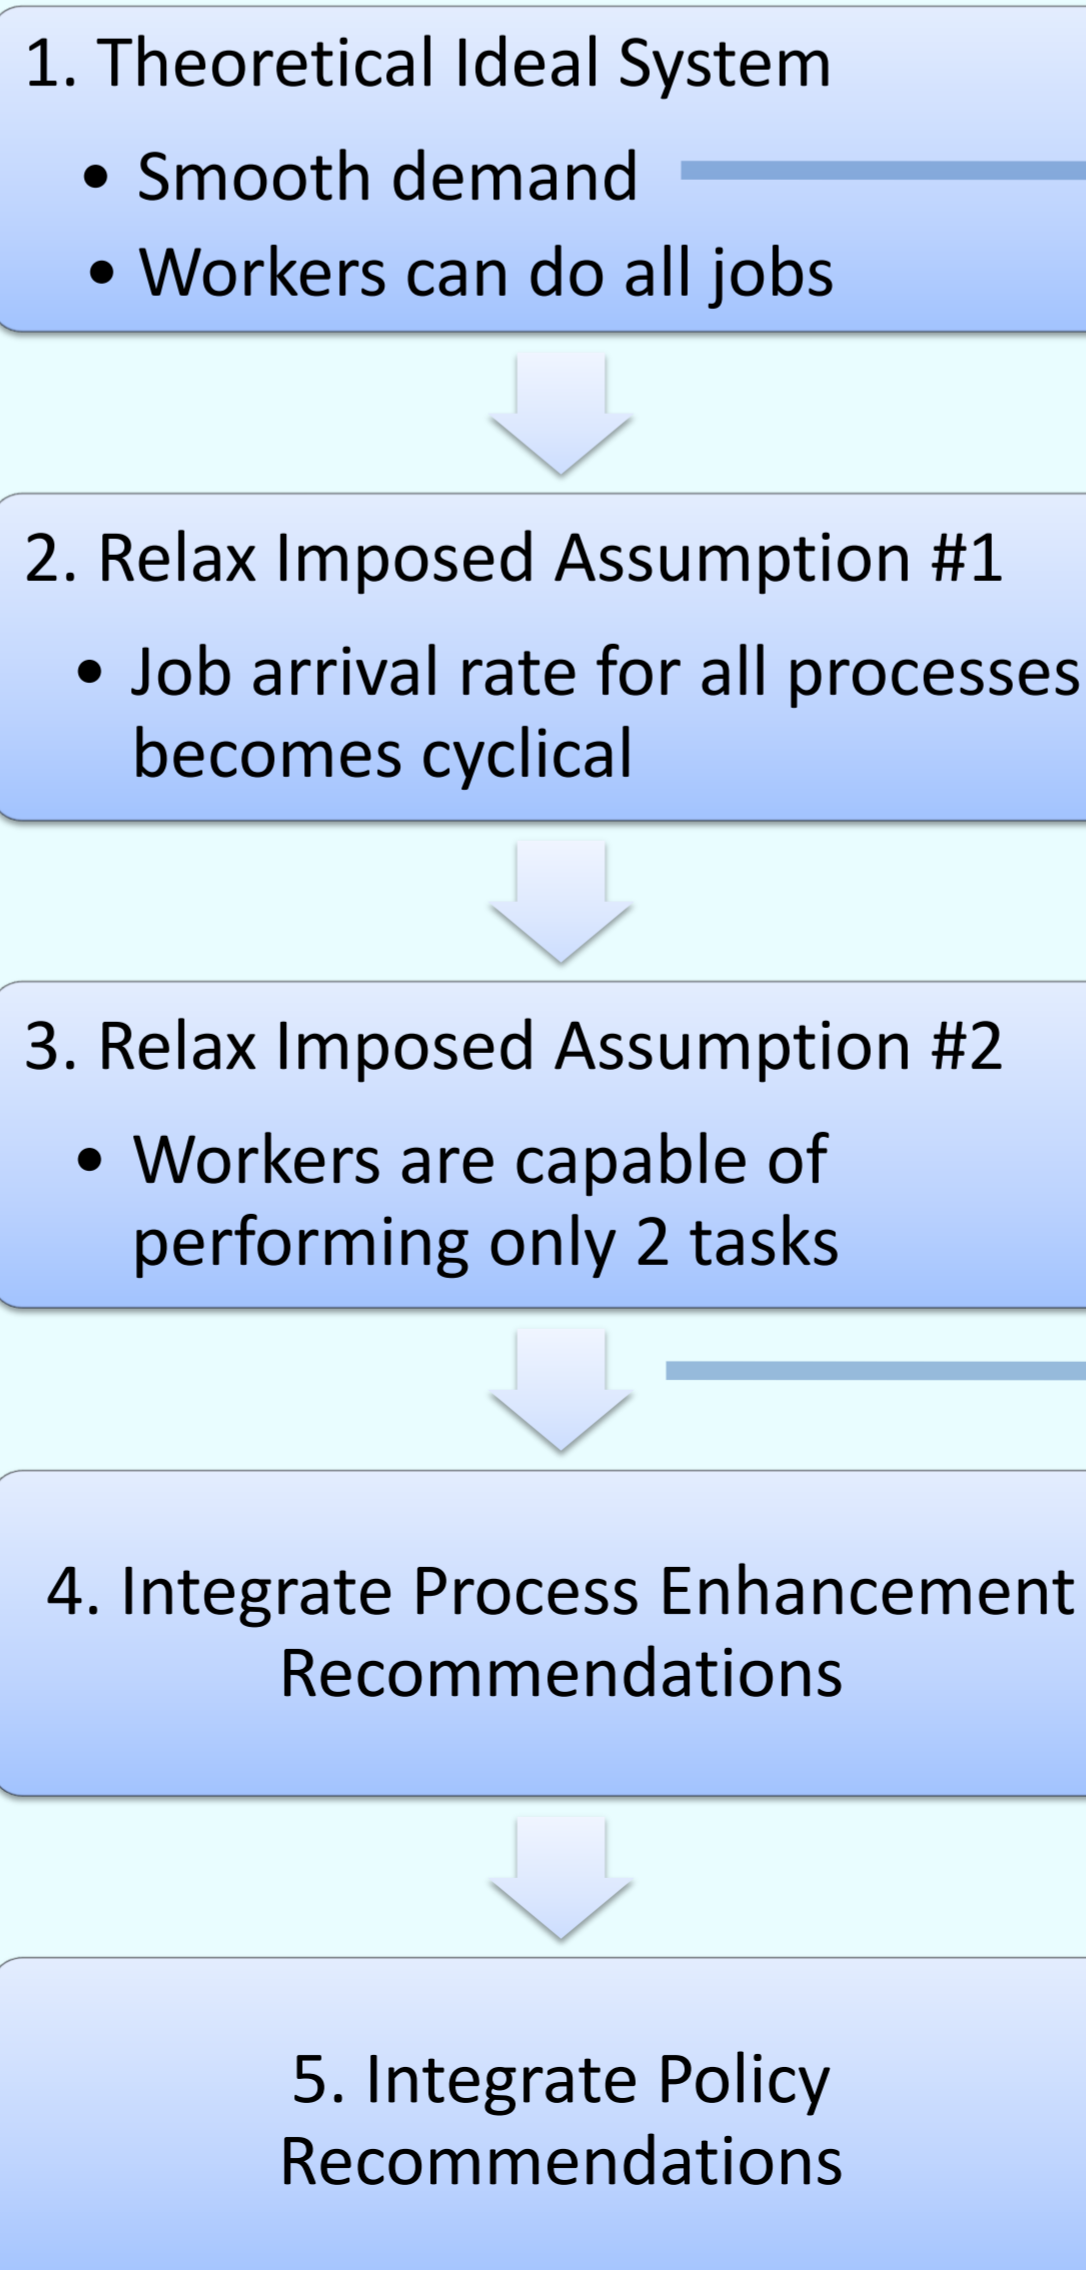 1. Theoretical Ideal System
• Smooth demand
• Workers can do all jobs
2. Relax Imposed Assumption #1
• Job arrival rate for all processes
becomes cyclical
3. Relax Imposed Assumption #2
• Workers are capable of
performing only 2 tasks
4. Integrate Process Enhancement
Recommendations
5. Integrate Policy
Recommendations